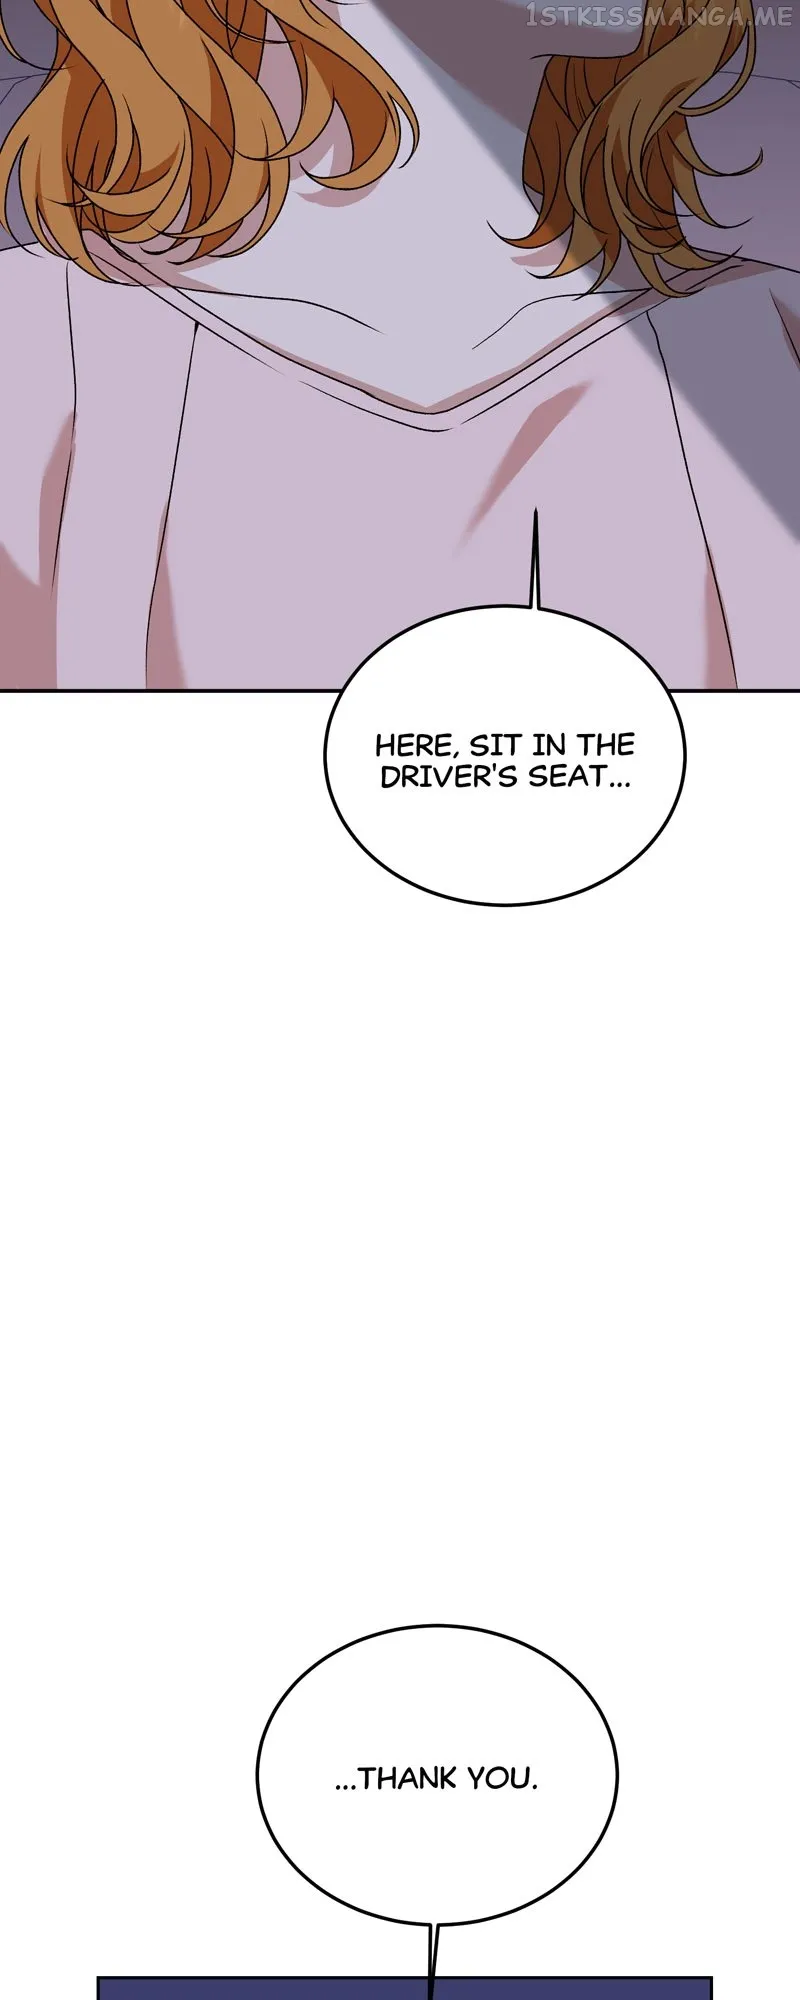 1STKISSMANGA.ME
HERE, SIT IN THE
DRIVER'S SEAT...
...THANK YOU.